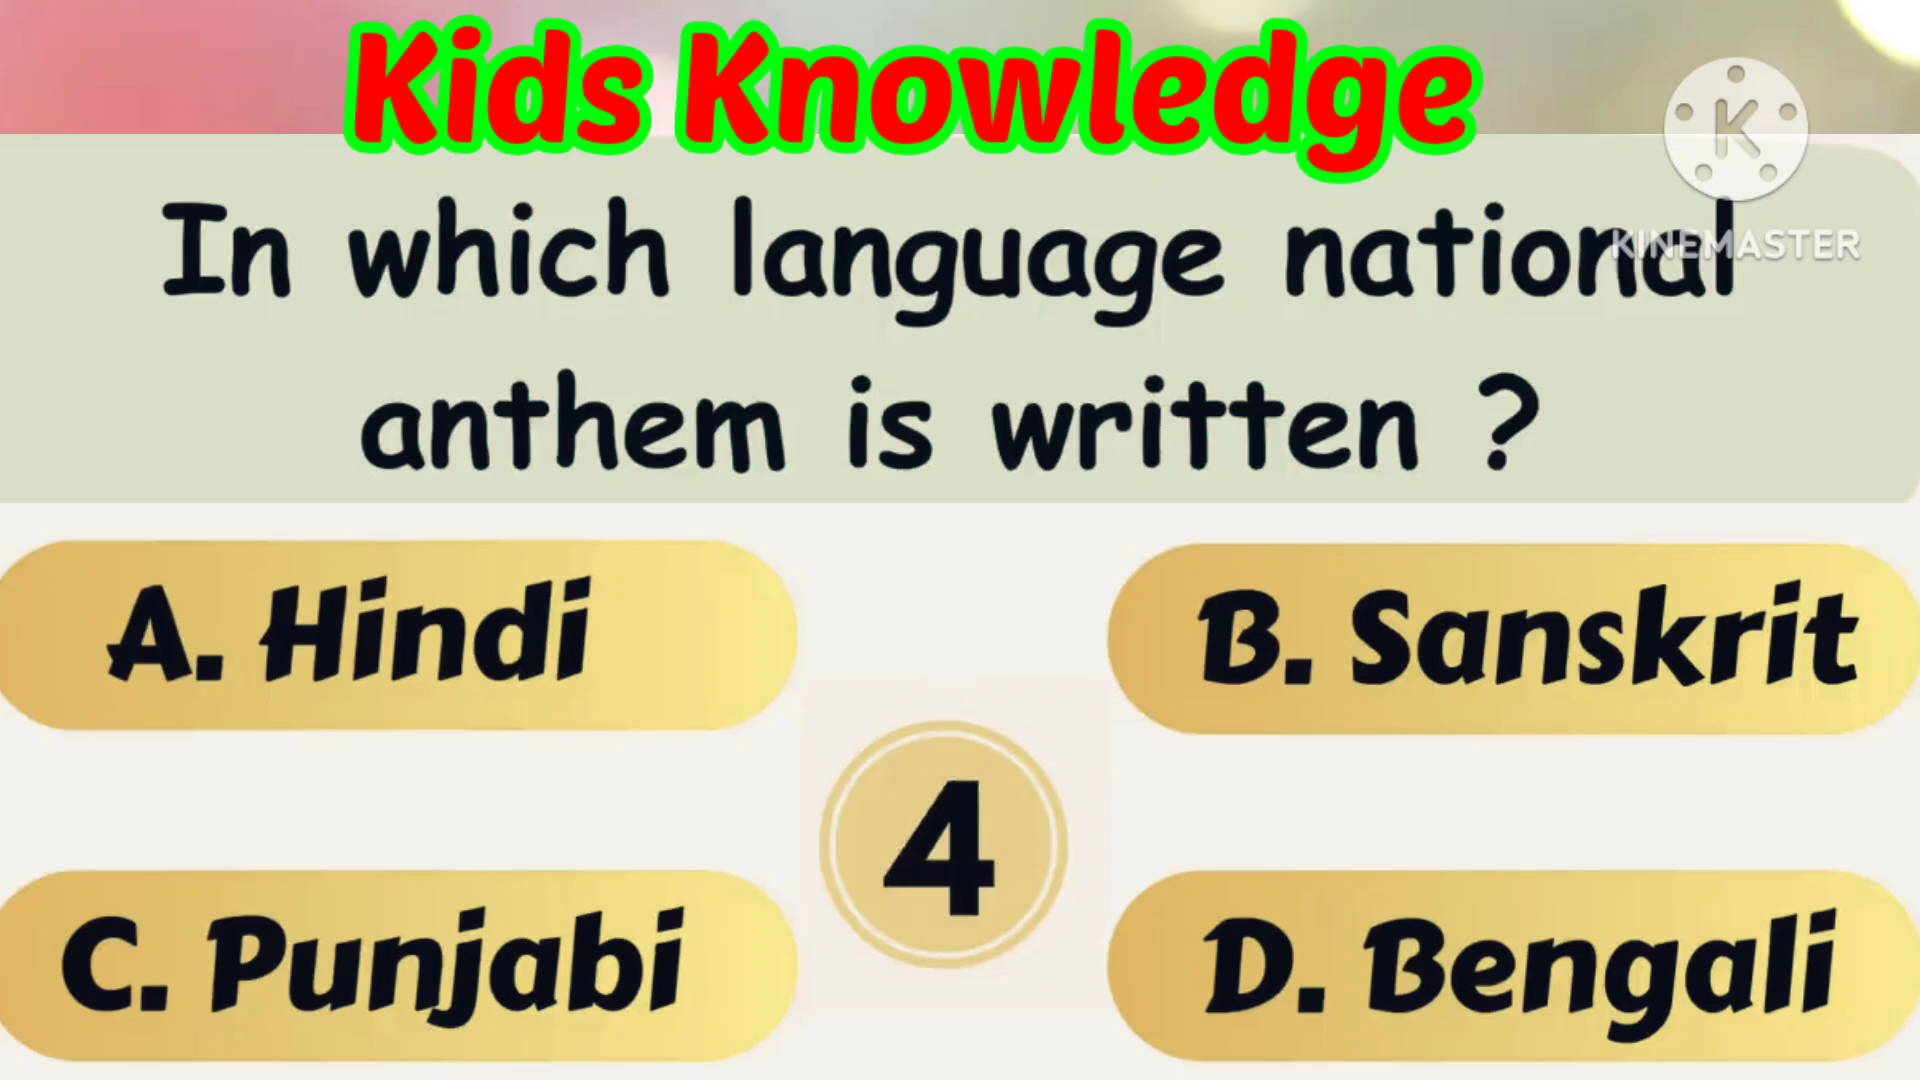 Kids Knowledge
K
KINEMASTER
In which language national
anthem is written ?
A. Hindi
B. Sanskrit
4
C. Punjabi
D. Bengali